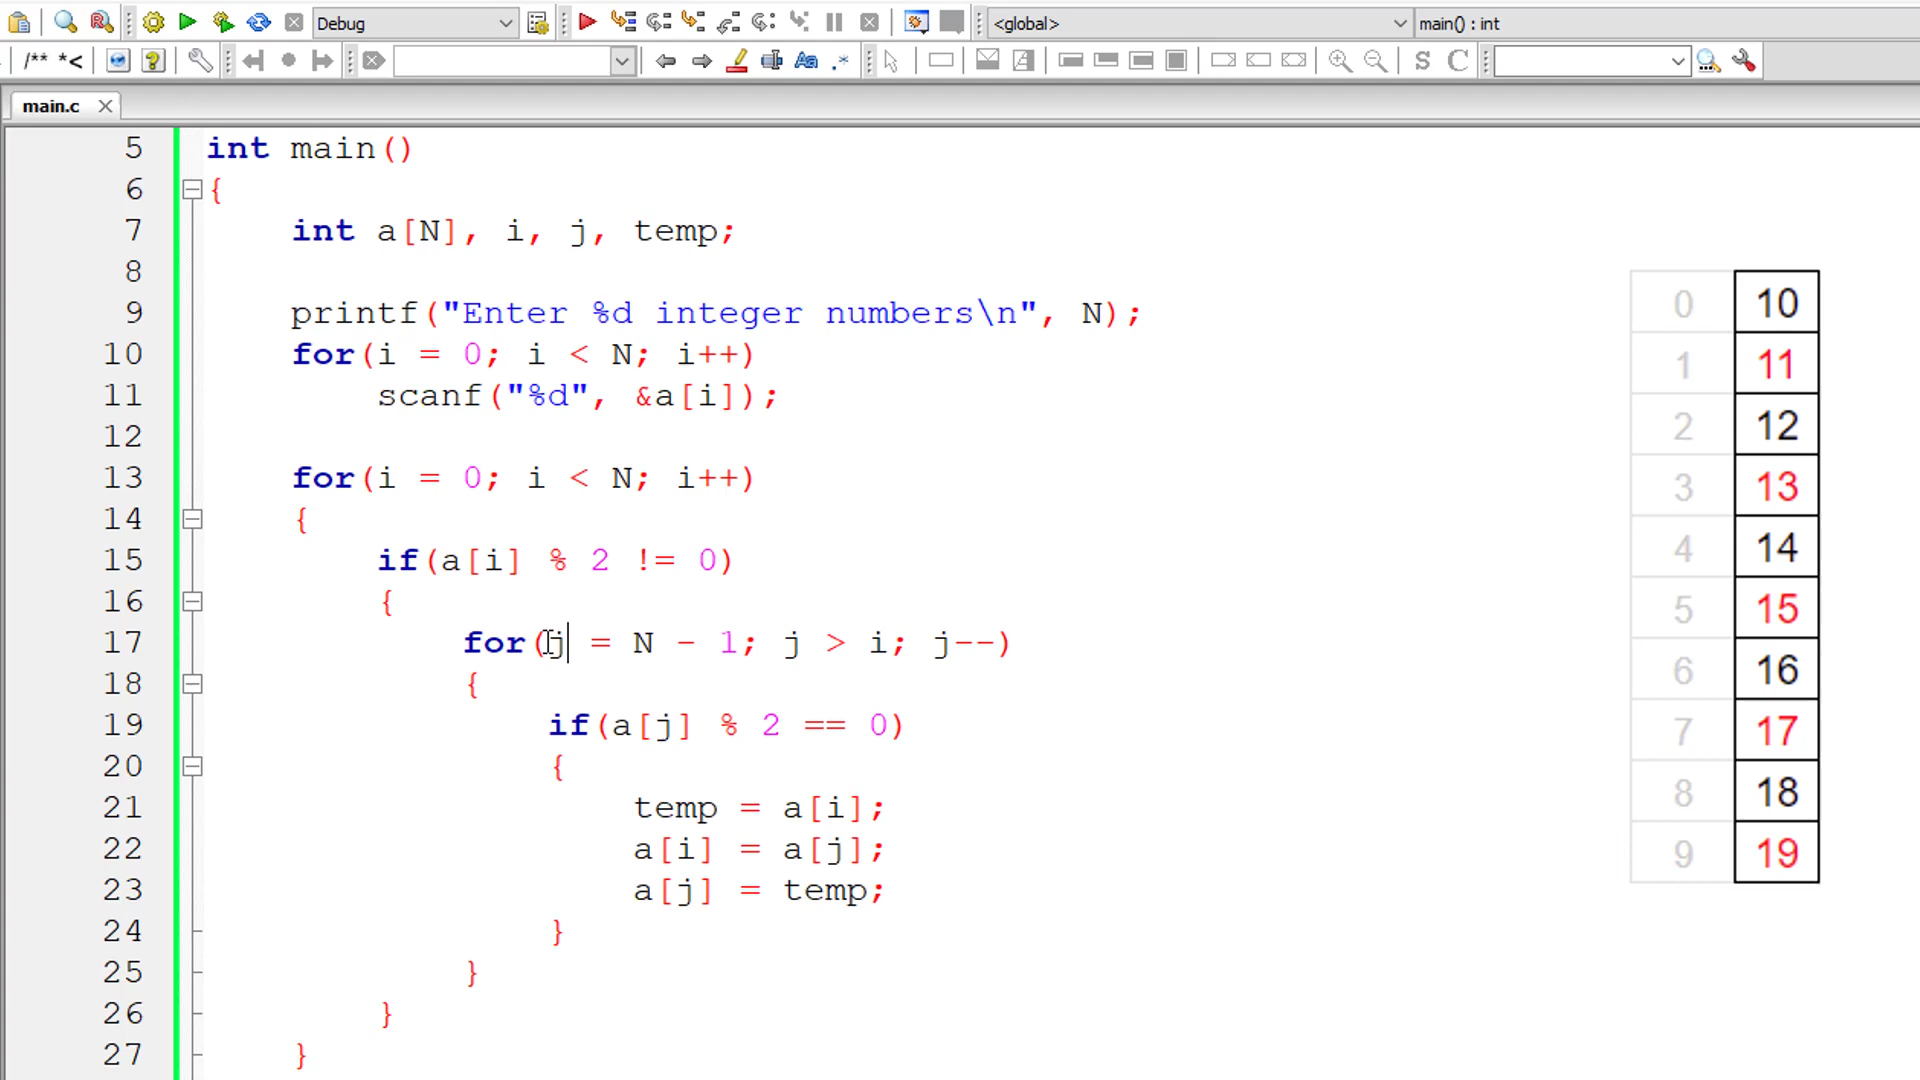 Debug
<global>
main() : int
/** *<
Aa
.*
S
C
main.c
5 int main()
6 {
7 int a[N], i, j, temp;
8
9 printf("Enter %d integer numbers\n", N);
10 for(i = 0; i < N; i++)
11 scanf("%d", &a[i]);
12
13 for(i = 0; i < N; i++)
14 {
15 if(a[i] % 2 != 0)
16 {
17 for(j = N - 1; j > i; j--)
18 {
19 if(a[j] % 2 == 0)
20 {
21 temp = a[i];
22 a[i] = a[j];
23 a[j] = temp;
24 }
25 }
26 }
27 }
0 10
1 11
2 12
3 13
4 14
5 15
6 16
7 17
8 18
9 19